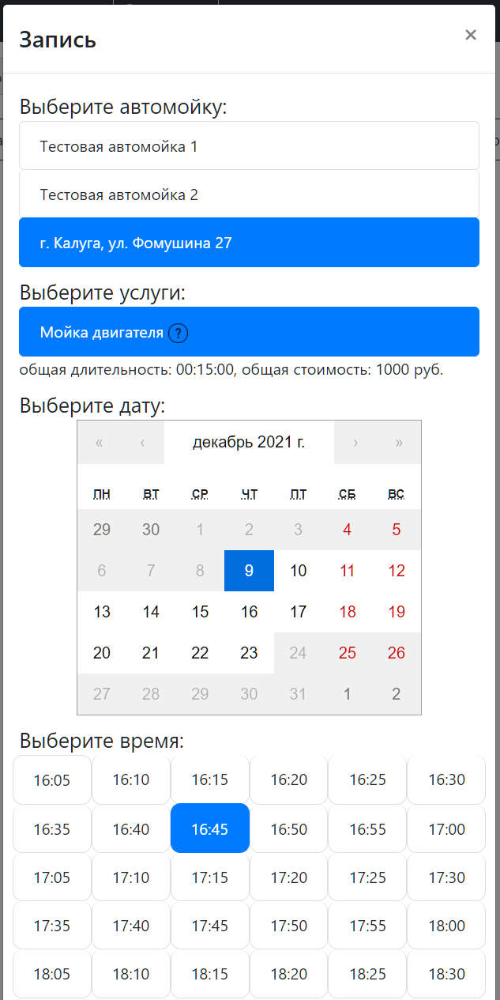 Запись ×
Выберите автомойку:
Тестовая автомойка 1
Тестовая автомойка 2
г. Калуга, ул. Фомушина 27
Выберите услуги:
Мойка двигателя ?
общая длительность: 00:15:00, общая стоимость: 1000 руб.
Выберите дату:
« ‹ декабрь 2021 г. › »
ПН ВТ СР ЧТ ПТ СБ ВС
29 30 1 2 3 4 5
6 7 8 9 10 11 12
13 14 15 16 17 18 19
20 21 22 23 24 25 26
27 28 29 30 31 1 2
Выберите время:
16:05 16:10 16:15 16:20 16:25 16:30
16:35 16:40 16:45 16:50 16:55 17:00
17:05 17:10 17:15 17:20 17:25 17:30
17:35 17:40 17:45 17:50 17:55 18:00
18:05 18:10 18:15 18:20 18:25 18:30